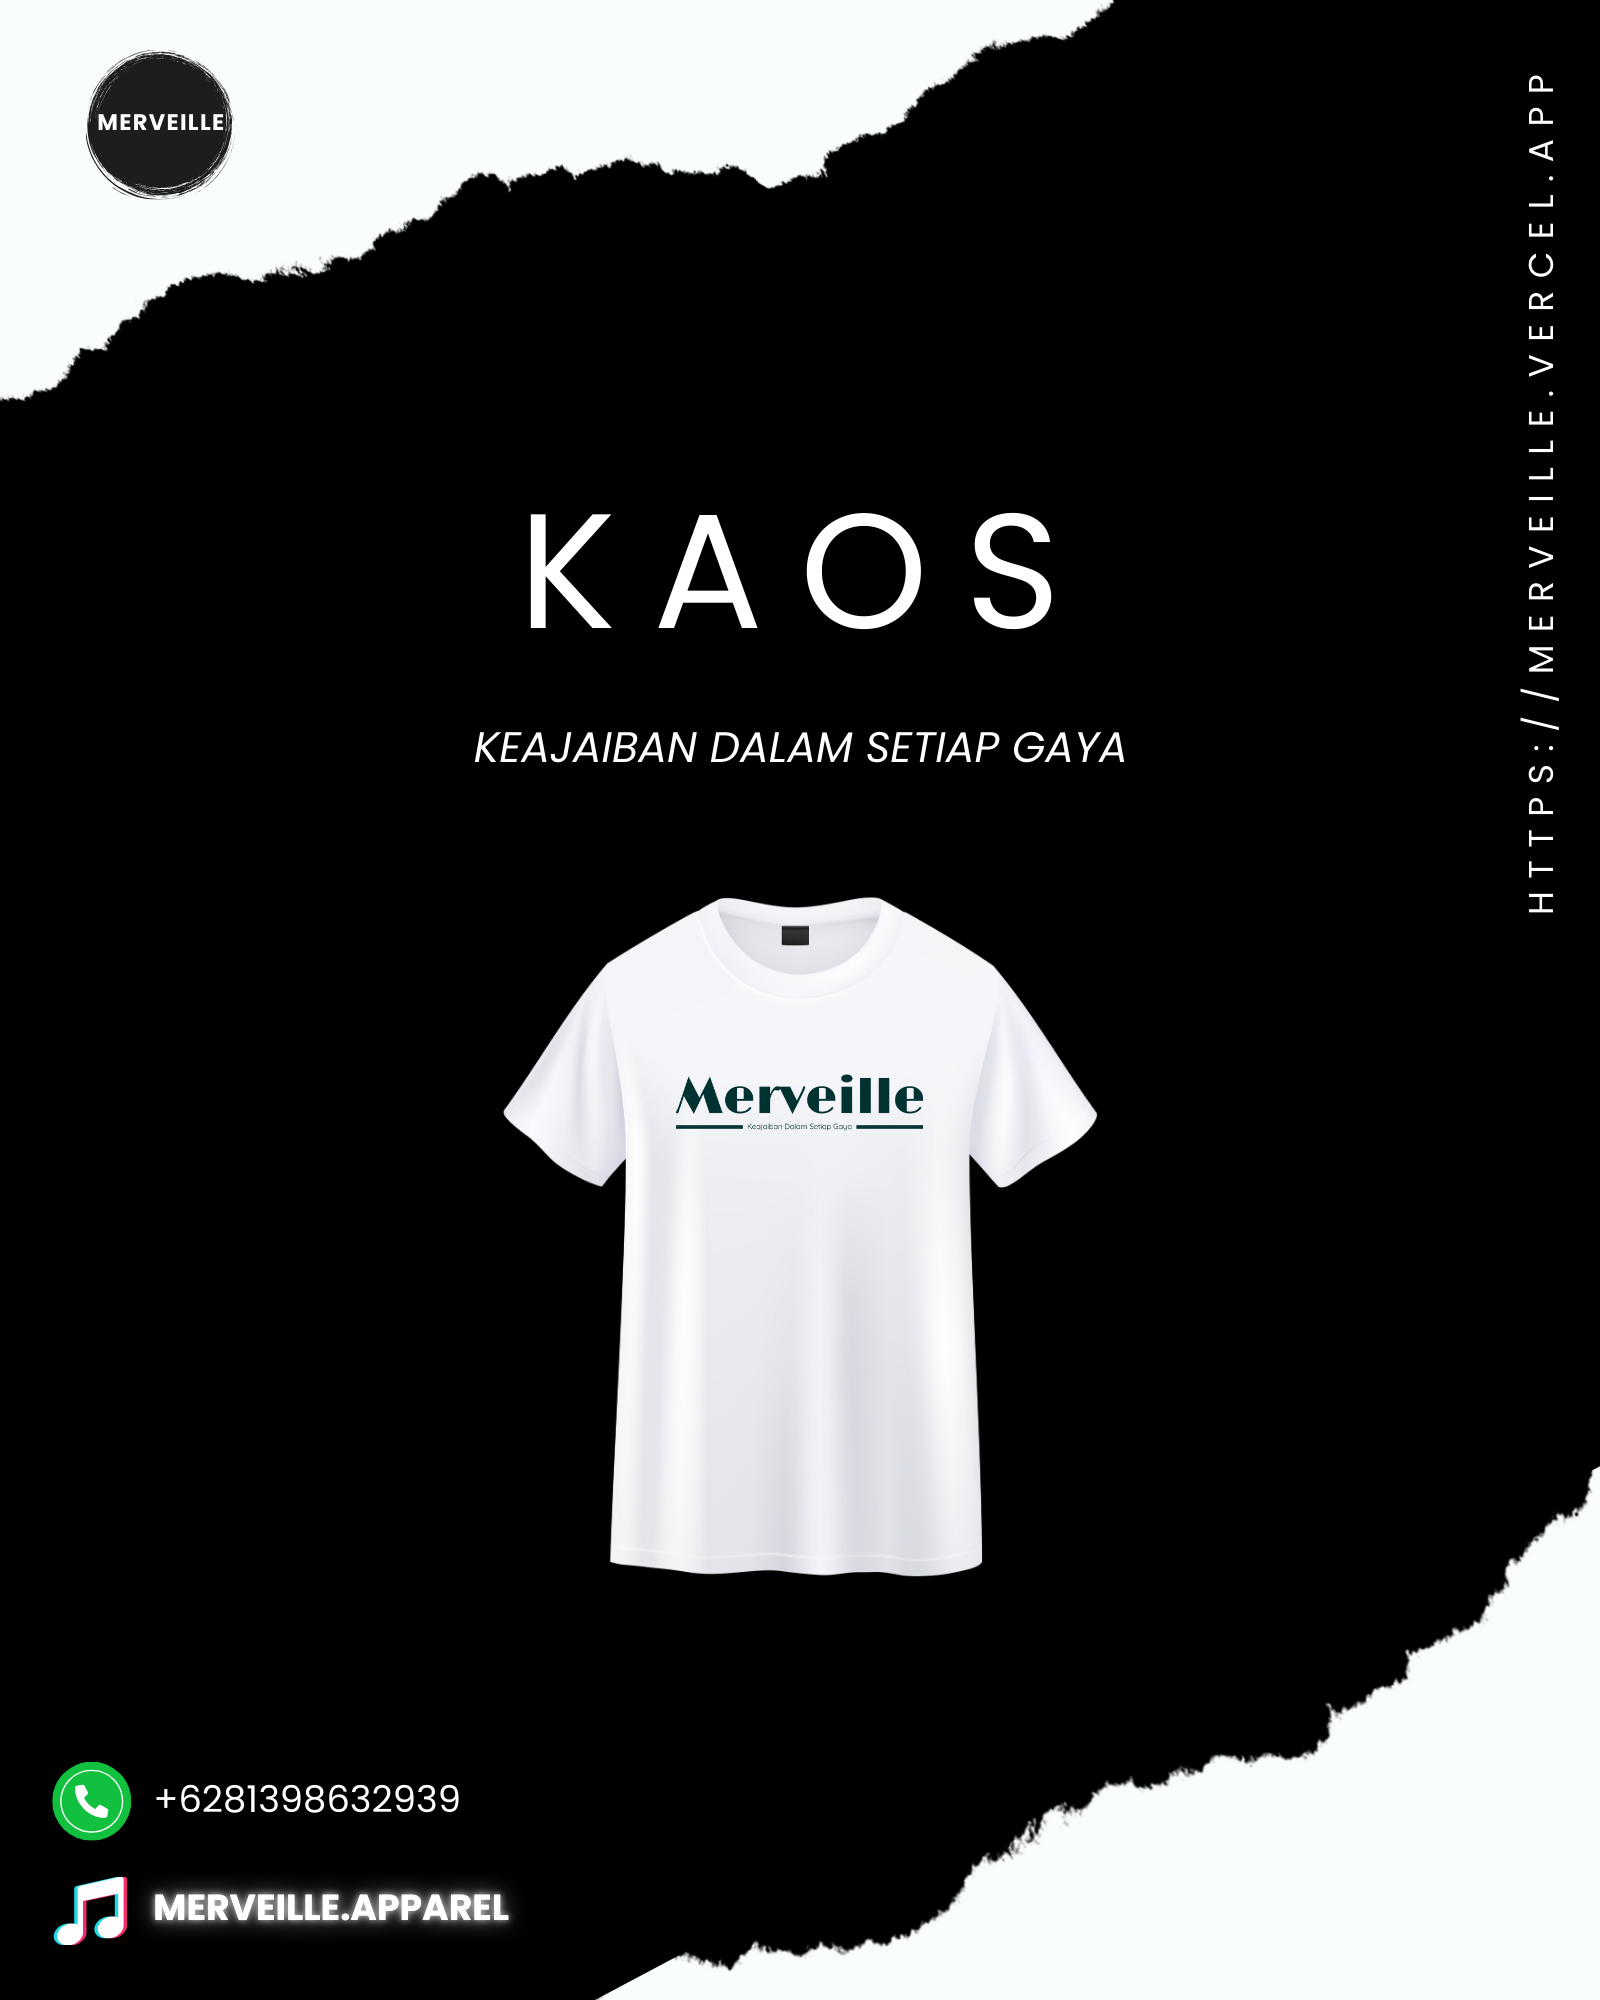 MERVEILLE
HTTPS://MERVEILLE.VERCEL.APP
KAOS
KEAJAIBAN DALAM SETIAP GAYA
Merveille
Keajaiban Dalam Setiap Gaya
+6281398632939
MERVEILLE.APPAREL